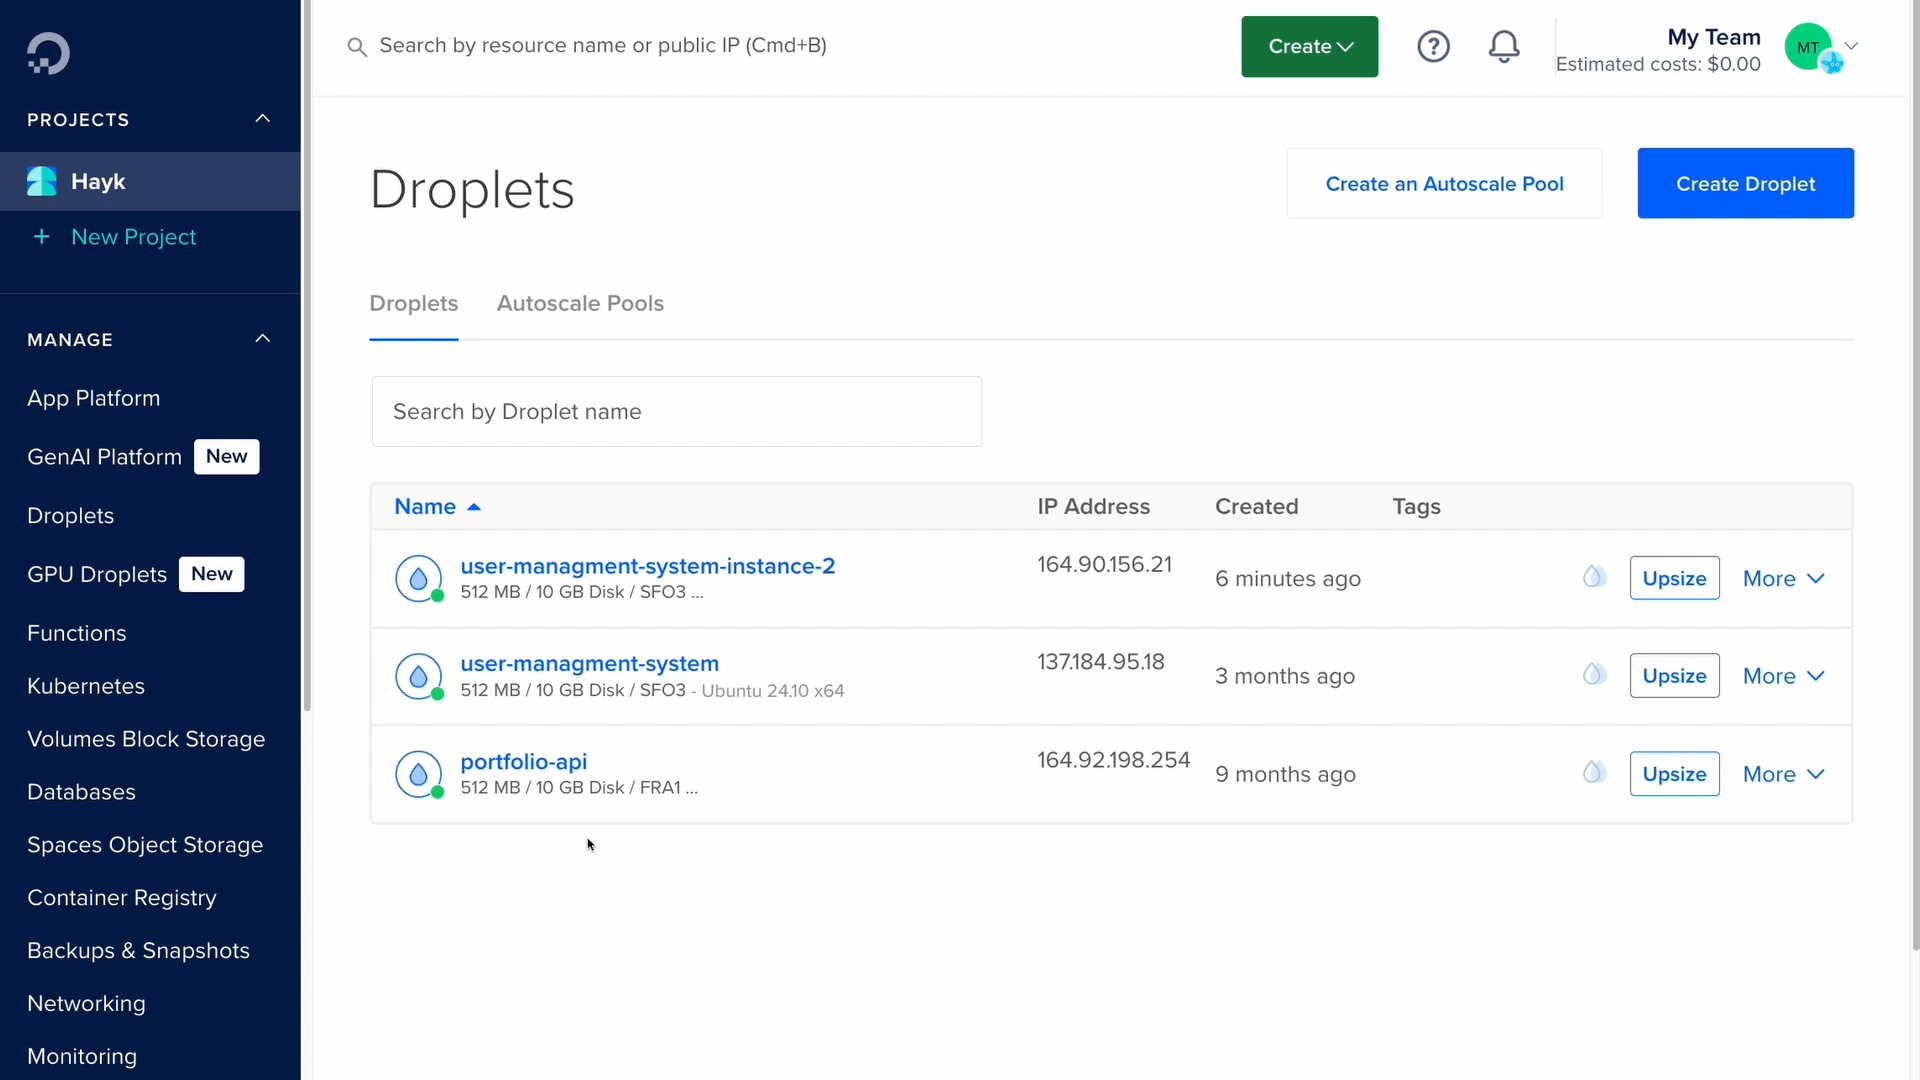 Search by resource name or public IP (Cmd+B)
Create
My Team
Estimated costs: $0.00
MT
PROJECTS
Hayk
+ New Project
MANAGE
App Platform
GenAI Platform New
Droplets
GPU Droplets New
Functions
Kubernetes
Volumes Block Storage
Databases
Spaces Object Storage
Container Registry
Backups & Snapshots
Networking
Monitoring
Droplets
Create an Autoscale Pool
Create Droplet
Droplets Autoscale Pools
Search by Droplet name
Name IP Address Created Tags
user-managment-system-instance-2
512 MB / 10 GB Disk / SFO3 ...
164.90.156.21
6 minutes ago
Upsize
More
user-managment-system
512 MB / 10 GB Disk / SFO3 - Ubuntu 24.10 x64
137.184.95.18
3 months ago
Upsize
More
portfolio-api
512 MB / 10 GB Disk / FRA1 ...
164.92.198.254
9 months ago
Upsize
More